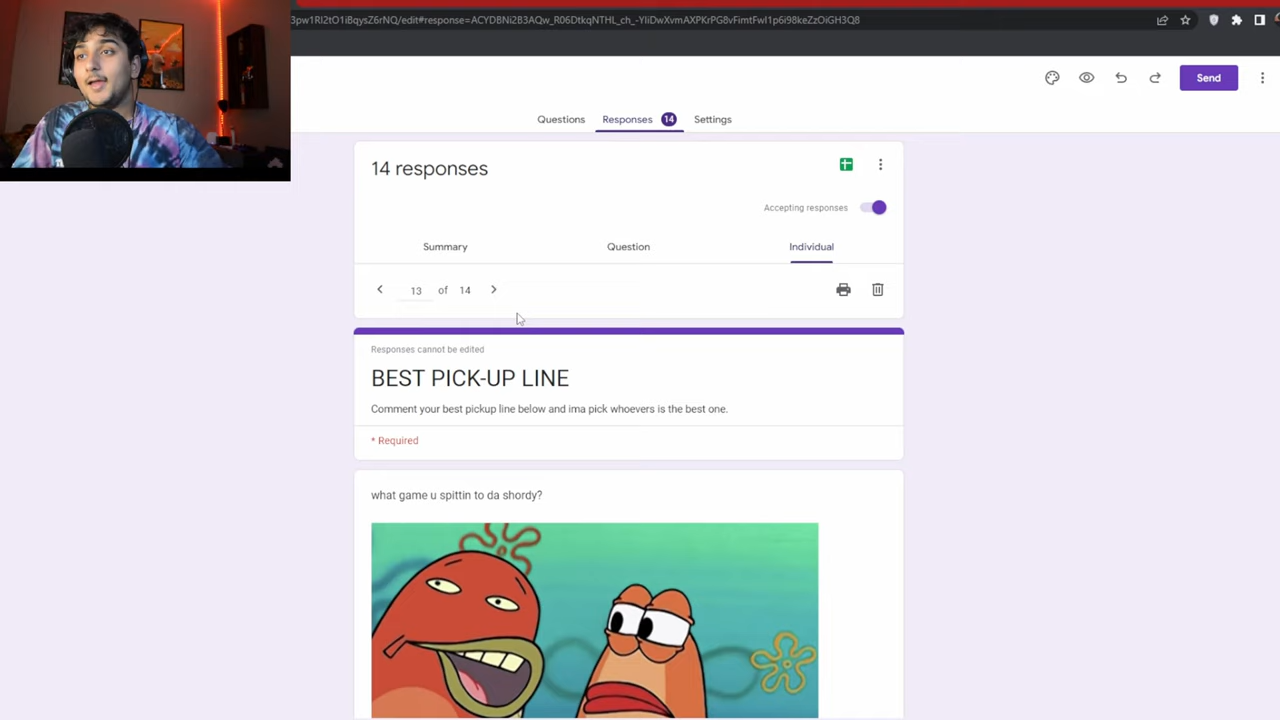 Send
Questions
Responses 14
Settings
14 responses
Accepting responses
Summary
Question
Individual
13 of 14
Responses cannot be edited
BEST PICK-UP LINE
Comment your best pickup line below and ima pick whoevers is the best one.
* Required
what game u spittin to da shordy?